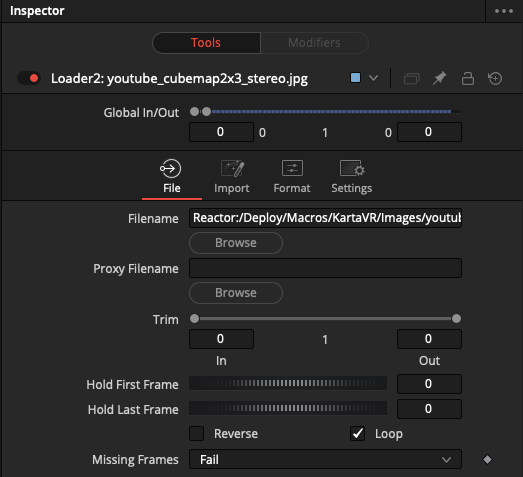 Inspector
Tools
Modifiers
Loader2: youtube_cubemap2x3_stereo.jpg
Global In/Out
0 0 1 0 0
File Import Format Settings
Filename Reactor:/Deploy/Macros/KartaVR/Images/youtub
Browse
Proxy Filename
Browse
Trim
0 1 0
In Out
Hold First Frame 0
Hold Last Frame 0
Reverse Loop
Missing Frames Fail